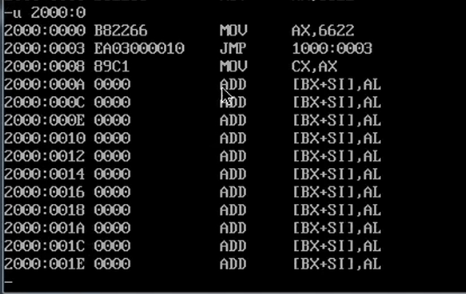 -u 2000:0
2000:0000 B82266 MOV AX,6622
2000:0003 EA03000010 JMP 1000:0003
2000:0008 89C1 MOV CX,AX
2000:000A 0000 ADD [BX+SI],AL
2000:000C 0000 ADD [BX+SI],AL
2000:000E 0000 ADD [BX+SI],AL
2000:0010 0000 ADD [BX+SI],AL
2000:0012 0000 ADD [BX+SI],AL
2000:0014 0000 ADD [BX+SI],AL
2000:0016 0000 ADD [BX+SI],AL
2000:0018 0000 ADD [BX+SI],AL
2000:001A 0000 ADD [BX+SI],AL
2000:001C 0000 ADD [BX+SI],AL
2000:001E 0000 ADD [BX+SI],AL
-